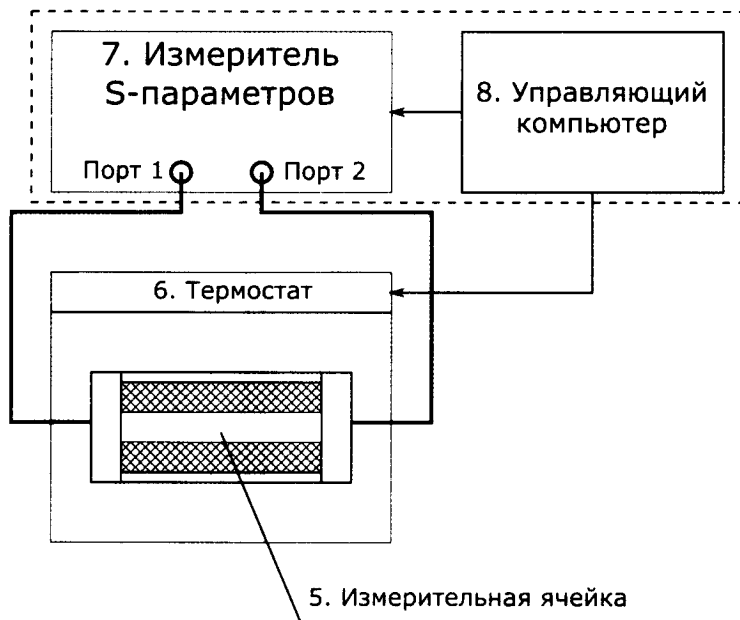 7. Измеритель
S-параметров
8. Управляющий
компьютер
Порт 1
Порт 2
6. Термостат
5. Измерительная ячейка